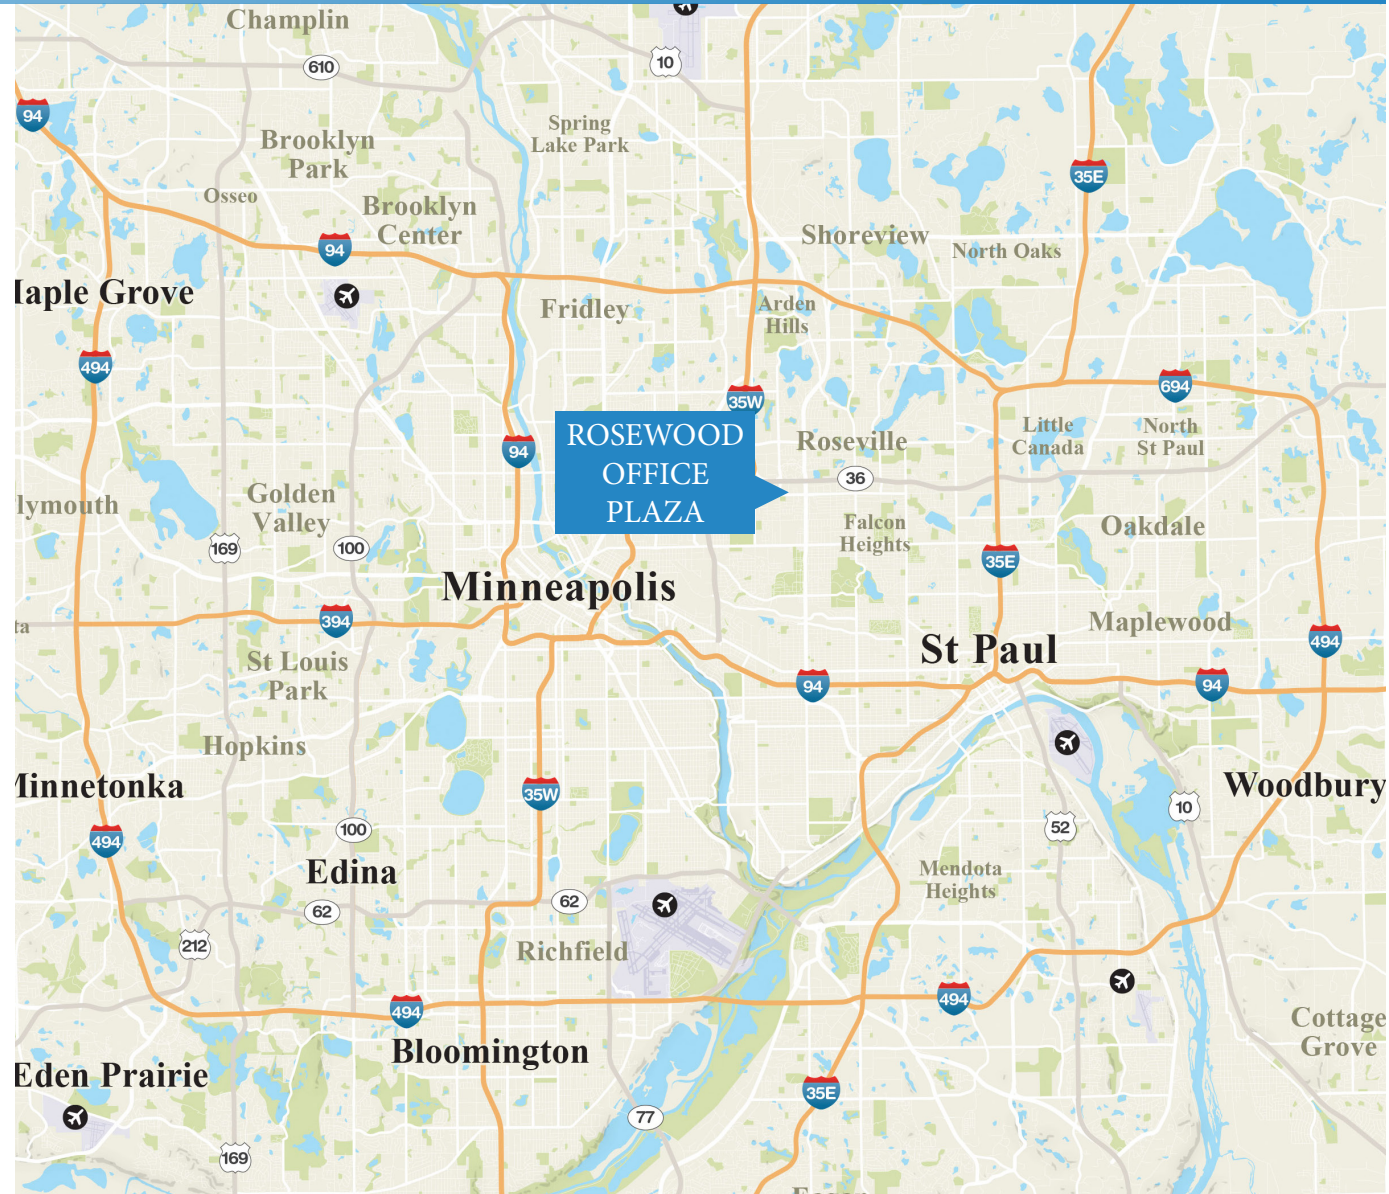 Champlin
610
10
94
Spring
Lake Park
Brooklyn
Park
35E
Osseo
Brooklyn
Center
94
Shoreview
North Oaks
Maple Grove
Fridley
Arden
Hills
494
694
35W
ROSEWOOD
OFFICE
PLAZA
Roseville
Little
Canada
North
St Paul
94
36
lymouth
Golden
Valley
Falcon
Heights
Oakdale
169
100
35E
Minneapolis
394
ta
Maplewood
494
St Paul
St Louis
Park
94
94
Hopkins
Minnetonka
Woodbury
35W
10
100
52
494
Edina
Mendota
Heights
62
62
212
Richfield
494
494
Cottage
Grove
Bloomington
Eden Prairie
35E
77
169